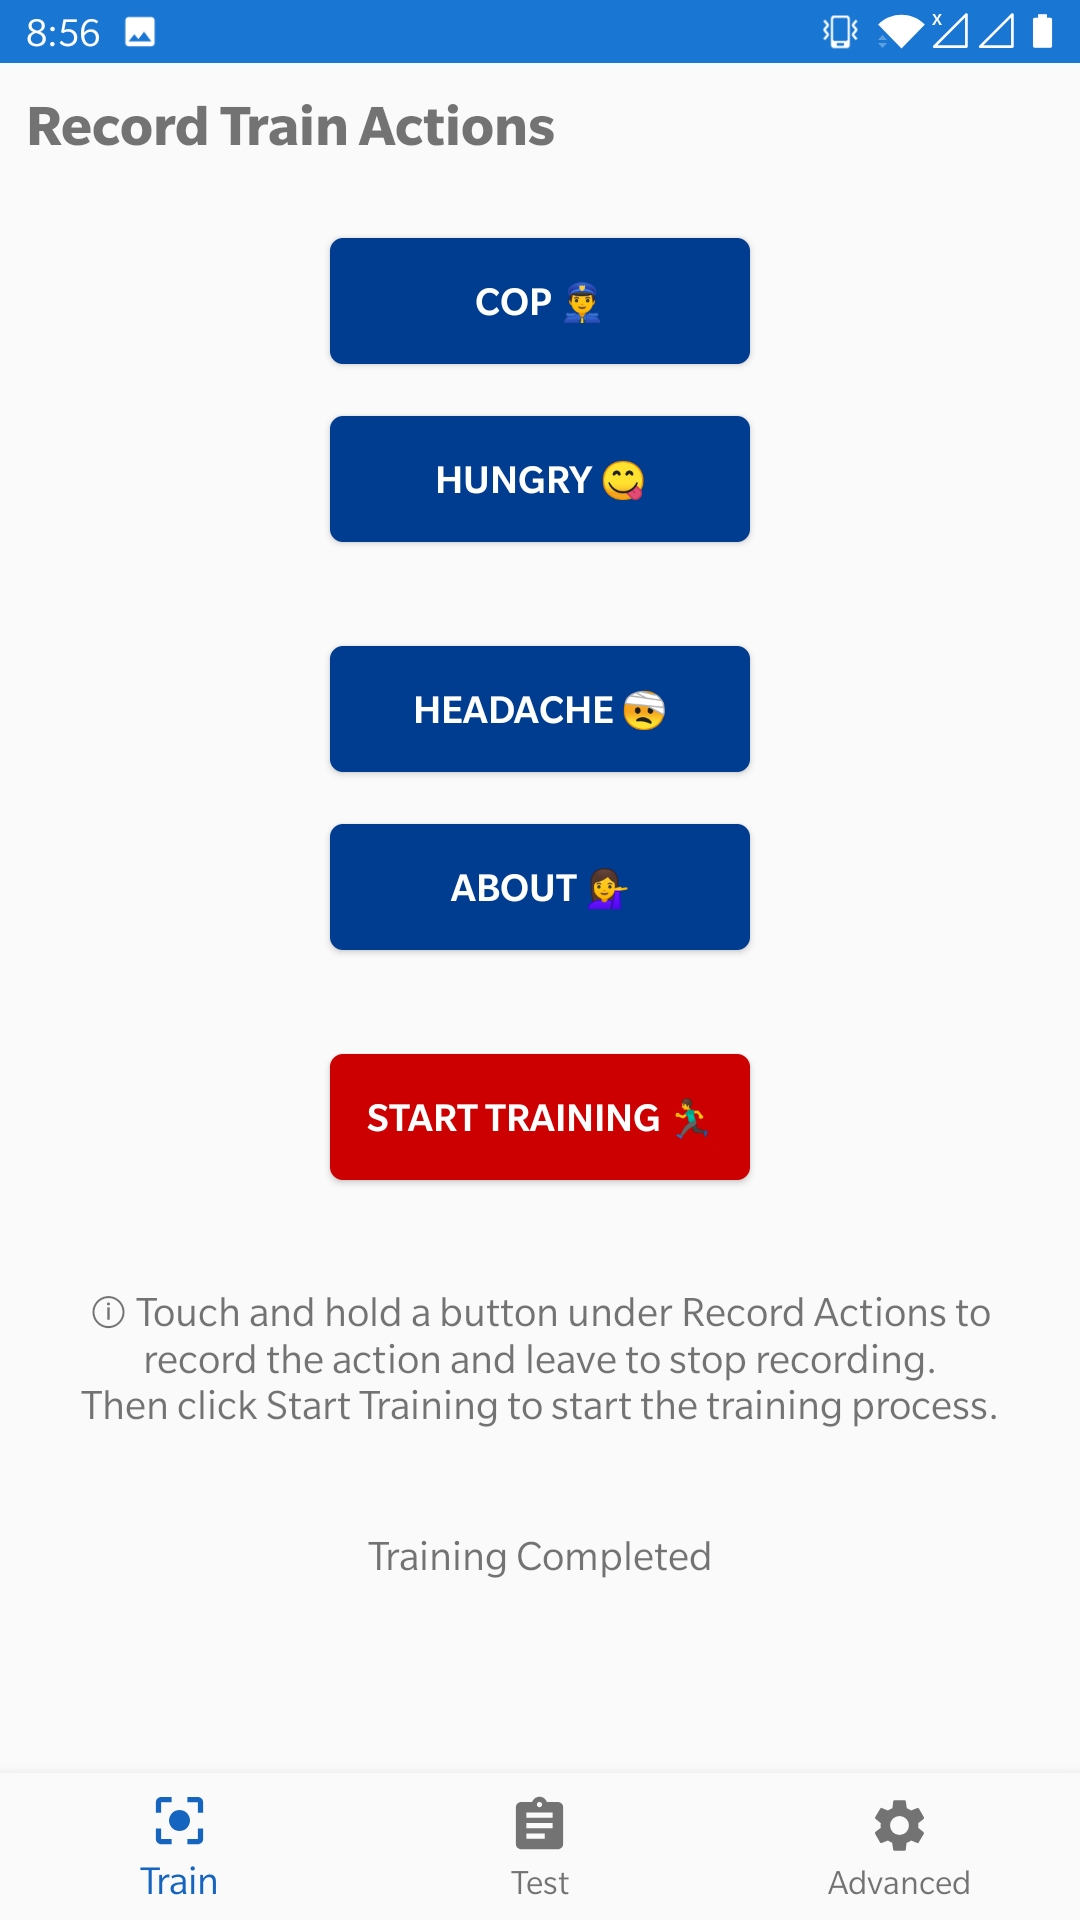 8:56
Record Train Actions
COP 👮‍♂️
HUNGRY 😋
HEADACHE 🤕
ABOUT 💁‍♀️
START TRAINING 🏃‍♂️
ⓘ Touch and hold a button under Record Actions to
record the action and leave to stop recording.
Then click Start Training to start the training process.
Training Completed
Train
Test
Advanced